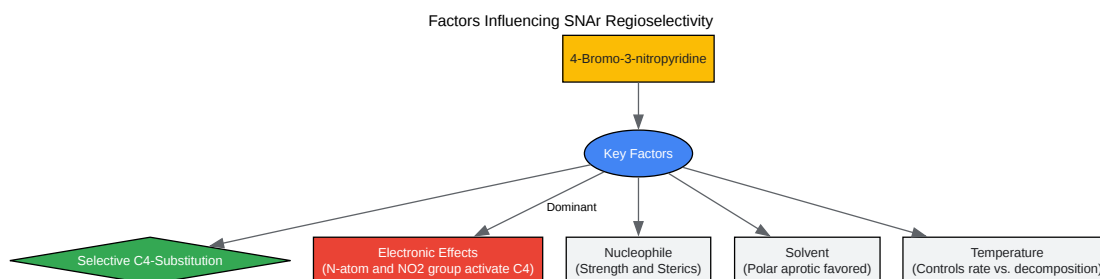 Factors Influencing SNAr Regioselectivity
4-Bromo-3-nitropyridine
Key Factors
Dominant
Selective C4-Substitution
Electronic Effects
(N-atom and NO2 group activate C4)
Nucleophile
(Strength and Sterics)
Solvent
(Polar aprotic favored)
Temperature
(Controls rate vs. decomposition)